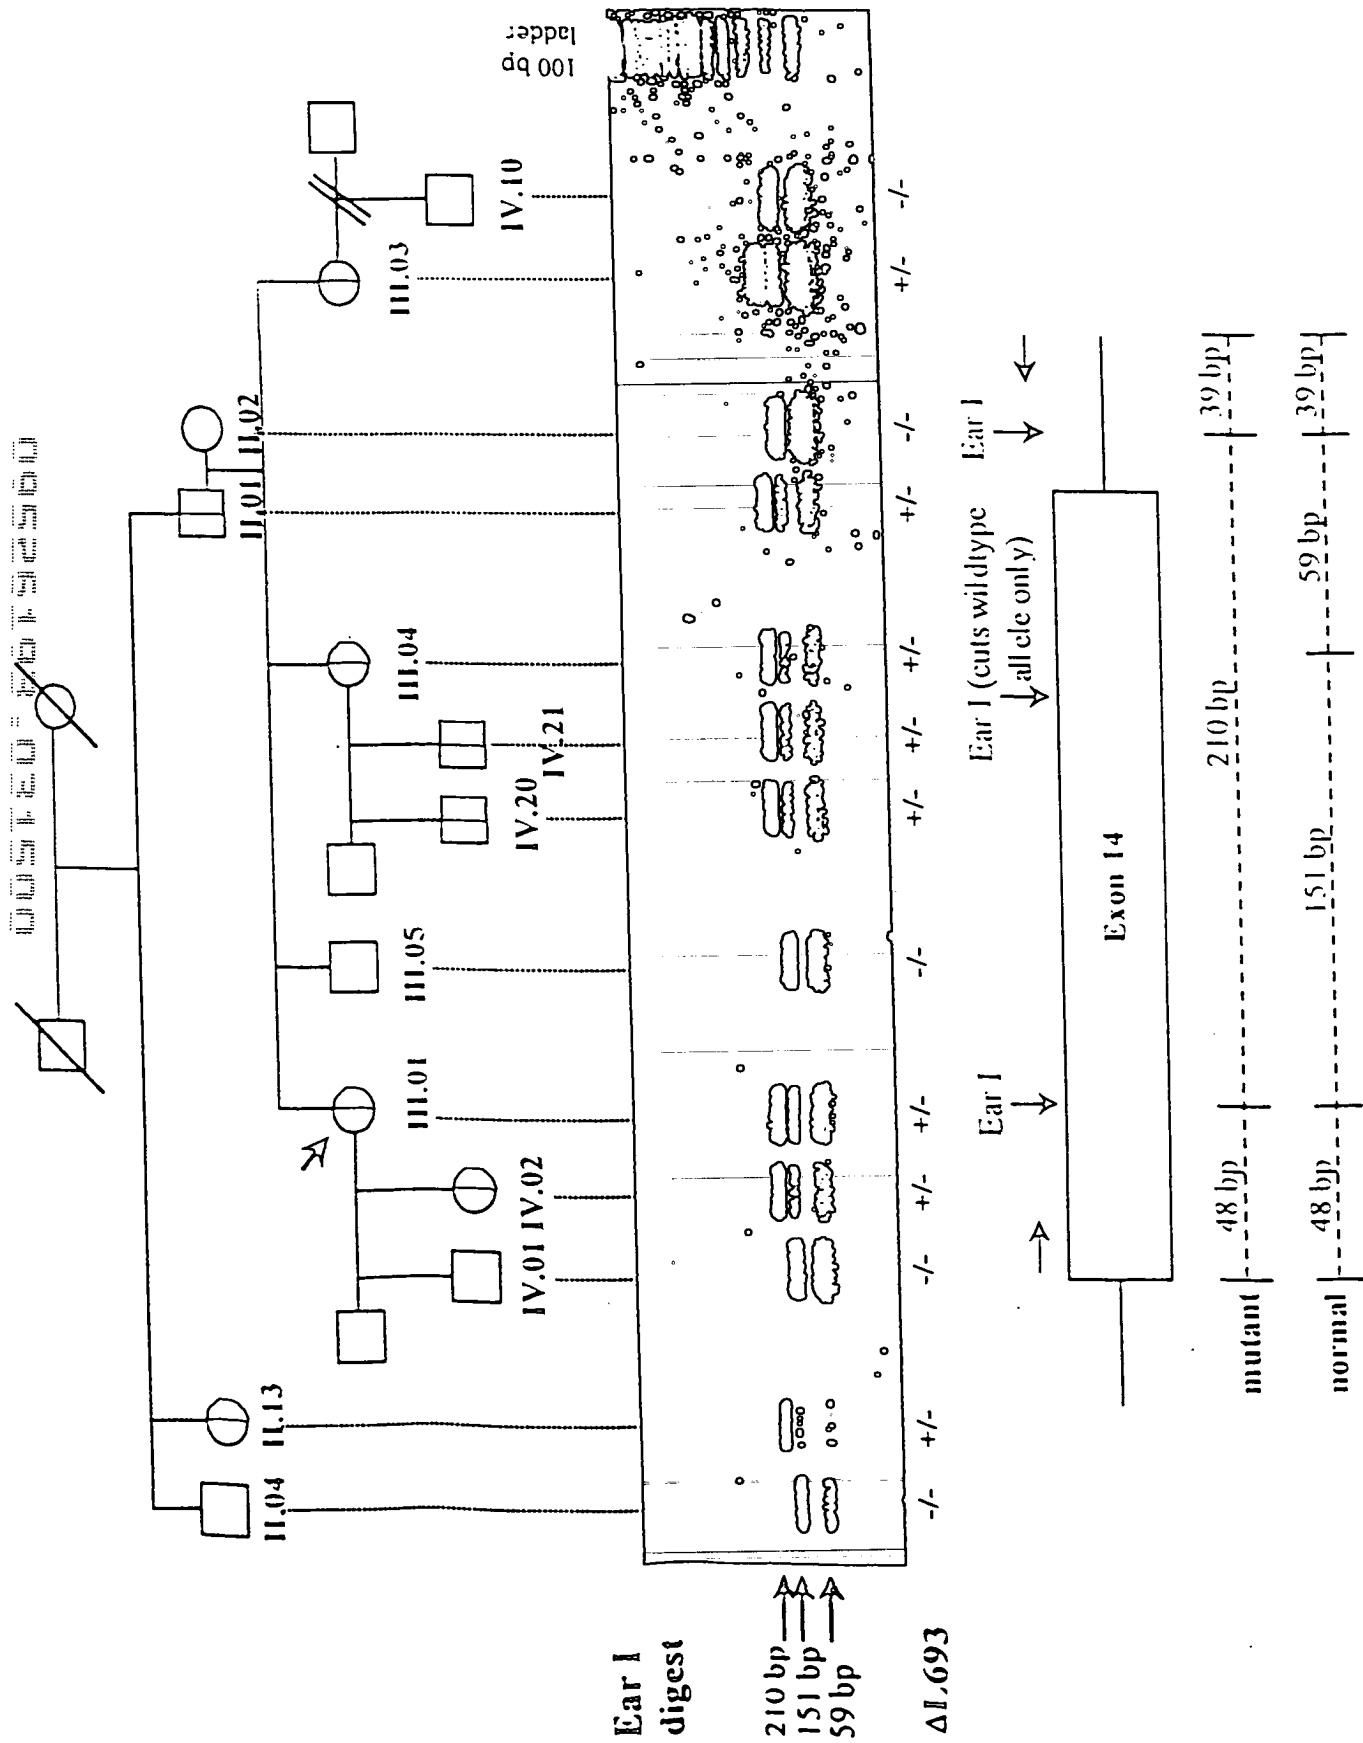 100 bp
ladder
II.01
II.02
III.03
IV.10
III.04
IV.21
IV.20
III.05
III.01
IV.02
IV.01
II.13
II.04
Ear I
digest
210 bp
151 bp
59 bp
ΔL693
-/-
+/-
-/-
+/-
+/-
-/-
+/-
+/-
+/-
+/-
-/-
+/-
-/-
Ear I
Ear I (cuts wildtype
allele only)
Ear I
Exon 14
mutant
48 bp
210 bp
39 bp
normal
48 bp
151 bp
59 bp
39 bp